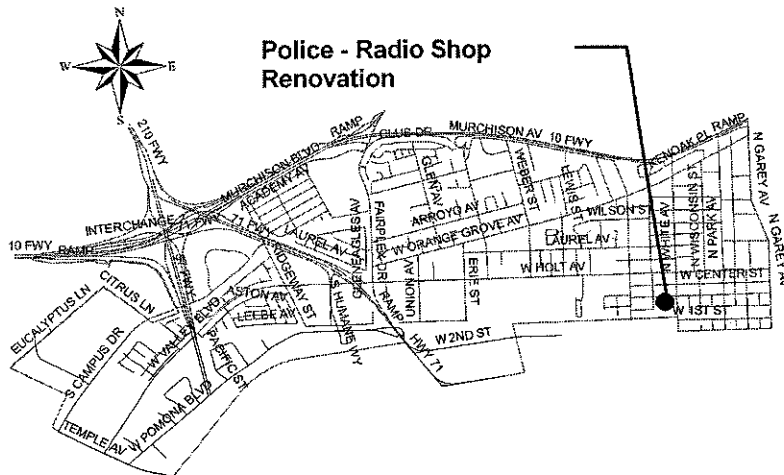 N
W
E
S
Police - Radio Shop
Renovation
210 FWY
MURCHISON BLVD
RAMP
CLUB DR
MURCHISON AV
10 FWY
RAMP
N GAREY AV
N GAREY AV
ACADEMY AV
GLEN AV
WEBER ST
LEWIS ST
WILSON ST
N WHITE AV
N WISCONSIN ST
N PARK AV
INTERCHANGE
71 FWY
LAUREL AV
GLENEAGLES AV
FAIRPLEX DR
ARROYO AV
W ORANGE GROVE AV
LAUREL AV
10 FWY
RAMP
57 FWY
W HOLT AV
W CENTER ST
CITRUS LN
EUCALYPTUS LN
RIDGEWAY ST
UNION AV
ERIE ST
ASTON AV
LEEBE AV
S HUMANE WY
RAMP
HWY 71
W 1ST ST
W 2ND ST
S CAMPUS DR
W VALLEY BLVD
PACIFIC ST
TEMPLE AV
W POMONA BLVD